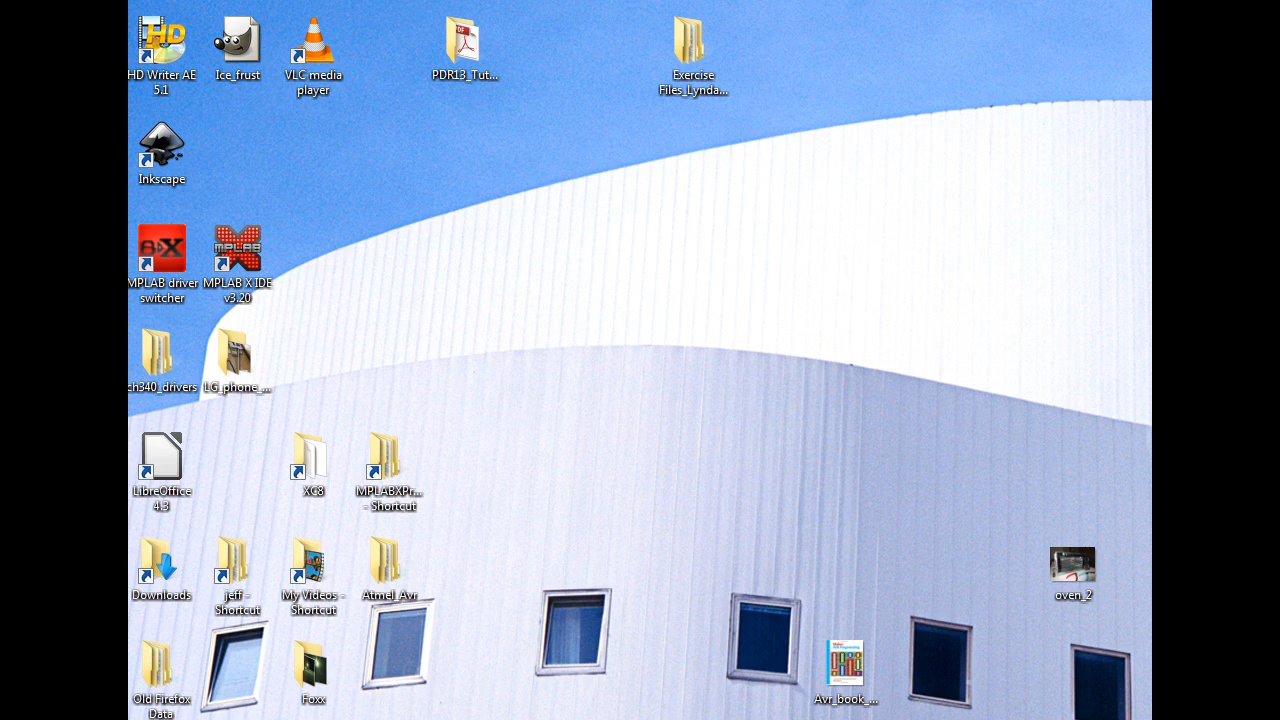 HD
HD Writer AE
5.1
Ice_frust
VLC media
player
PDR13_Tut...
Exercise
Files_Lynda...
Inkscape
MPLAB driver
switcher
MPLAB
MPLAB X IDE
v3.20
ch340_drivers
LG_phone_...
LibreOffice
4.3
XC8
MPLABXPr...
- Shortcut
Downloads
jeff -
Shortcut
My Videos -
Shortcut
Atmel_Avr
oven_2
Old Firefox
Data
Foxx
Avr_book_...